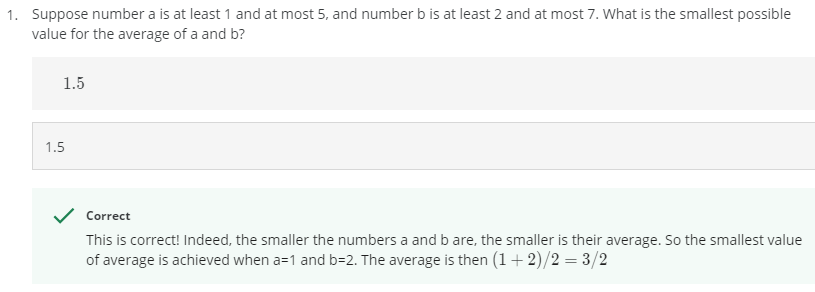 1. Suppose number a is at least 1 and at most 5, and number b is at least 2 and at most 7. What is the smallest possible
value for the average of a and b?
1.5
1.5
Correct
This is correct! Indeed, the smaller the numbers a and b are, the smaller is their average. So the smallest value
of average is achieved when a=1 and b=2. The average is then (1 + 2)/2 = 3/2